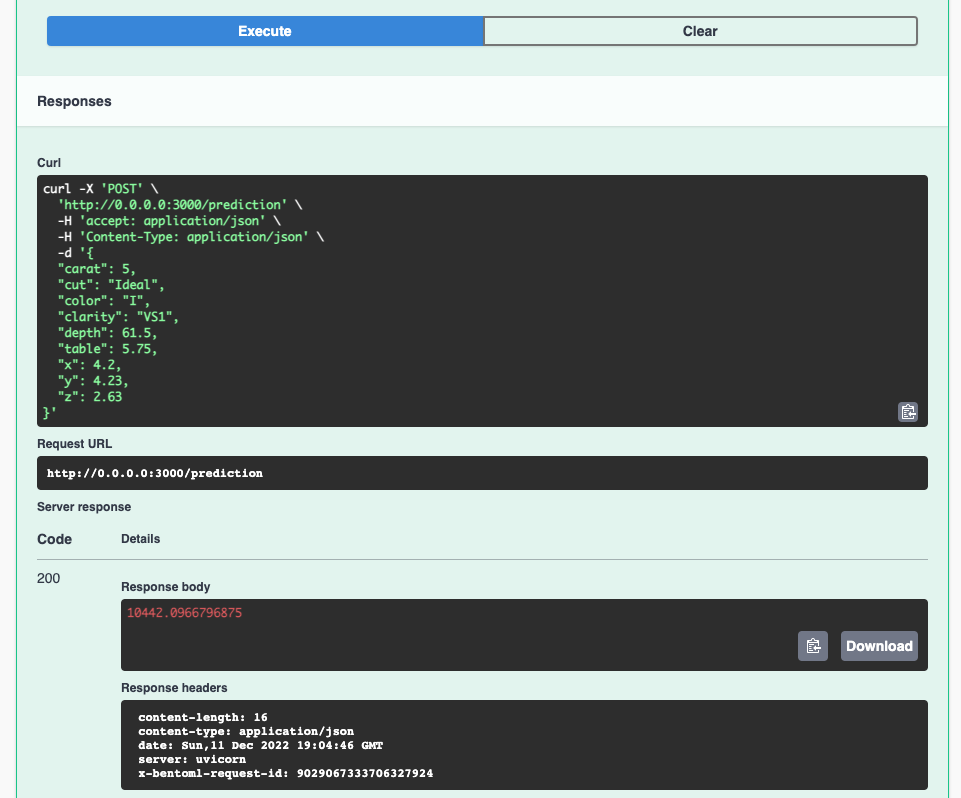 Execute
Clear
Responses
Curl
curl -X 'POST' \
  'http://0.0.0.0:3000/prediction' \
  -H 'accept: application/json' \
  -H 'Content-Type: application/json' \
  -d '{
  "carat": 5,
  "cut": "Ideal",
  "color": "I",
  "clarity": "VS1",
  "depth": 61.5,
  "table": 5.75,
  "x": 4.2,
  "y": 4.23,
  "z": 2.63
}'
Request URL
http://0.0.0.0:3000/prediction
Server response
Code Details
200
Response body
10442.0966796875
Download
Response headers
content-length: 16
content-type: application/json
date: Sun,11 Dec 2022 19:04:46 GMT
server: uvicorn
x-bentoml-request-id: 9029067333706327924